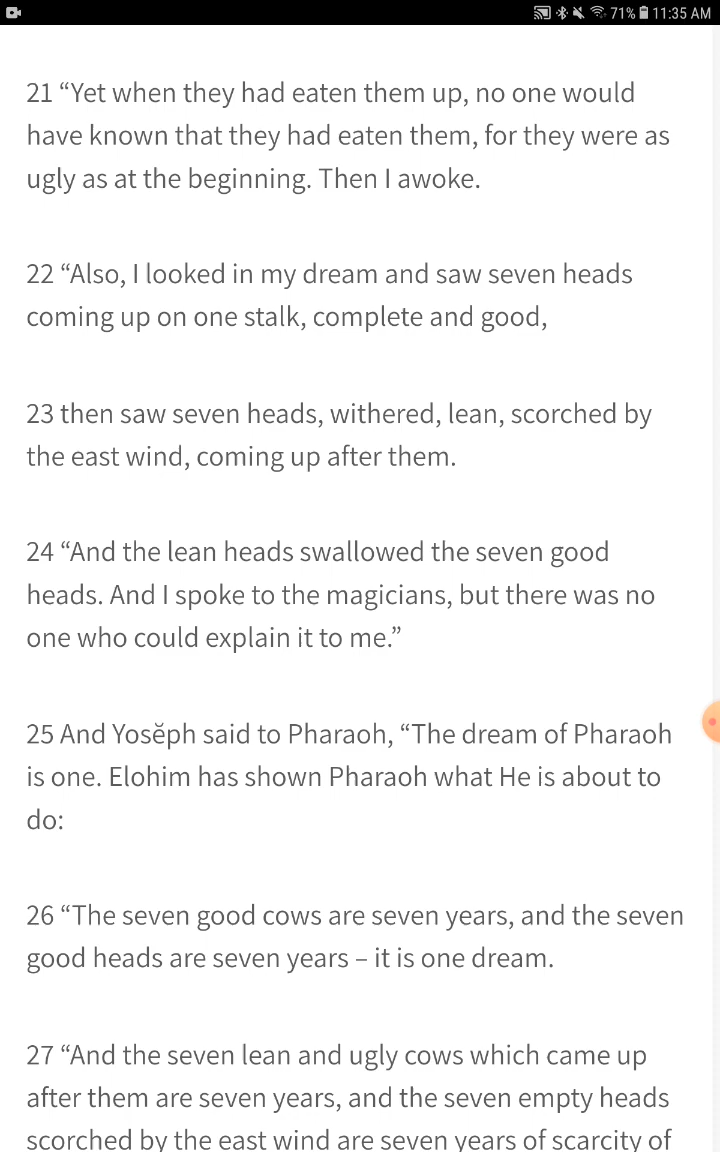 71% 11:35 AM
21 “Yet when they had eaten them up, no one would
have known that they had eaten them, for they were as
ugly as at the beginning. Then I awoke.
22 “Also, I looked in my dream and saw seven heads
coming up on one stalk, complete and good,
23 then saw seven heads, withered, lean, scorched by
the east wind, coming up after them.
24 “And the lean heads swallowed the seven good
heads. And I spoke to the magicians, but there was no
one who could explain it to me.”
25 And Yosĕph said to Pharaoh, “The dream of Pharaoh
is one. Elohim has shown Pharaoh what He is about to
do:
26 “The seven good cows are seven years, and the seven
good heads are seven years – it is one dream.
27 “And the seven lean and ugly cows which came up
after them are seven years, and the seven empty heads
scorched by the east wind are seven years of scarcity of